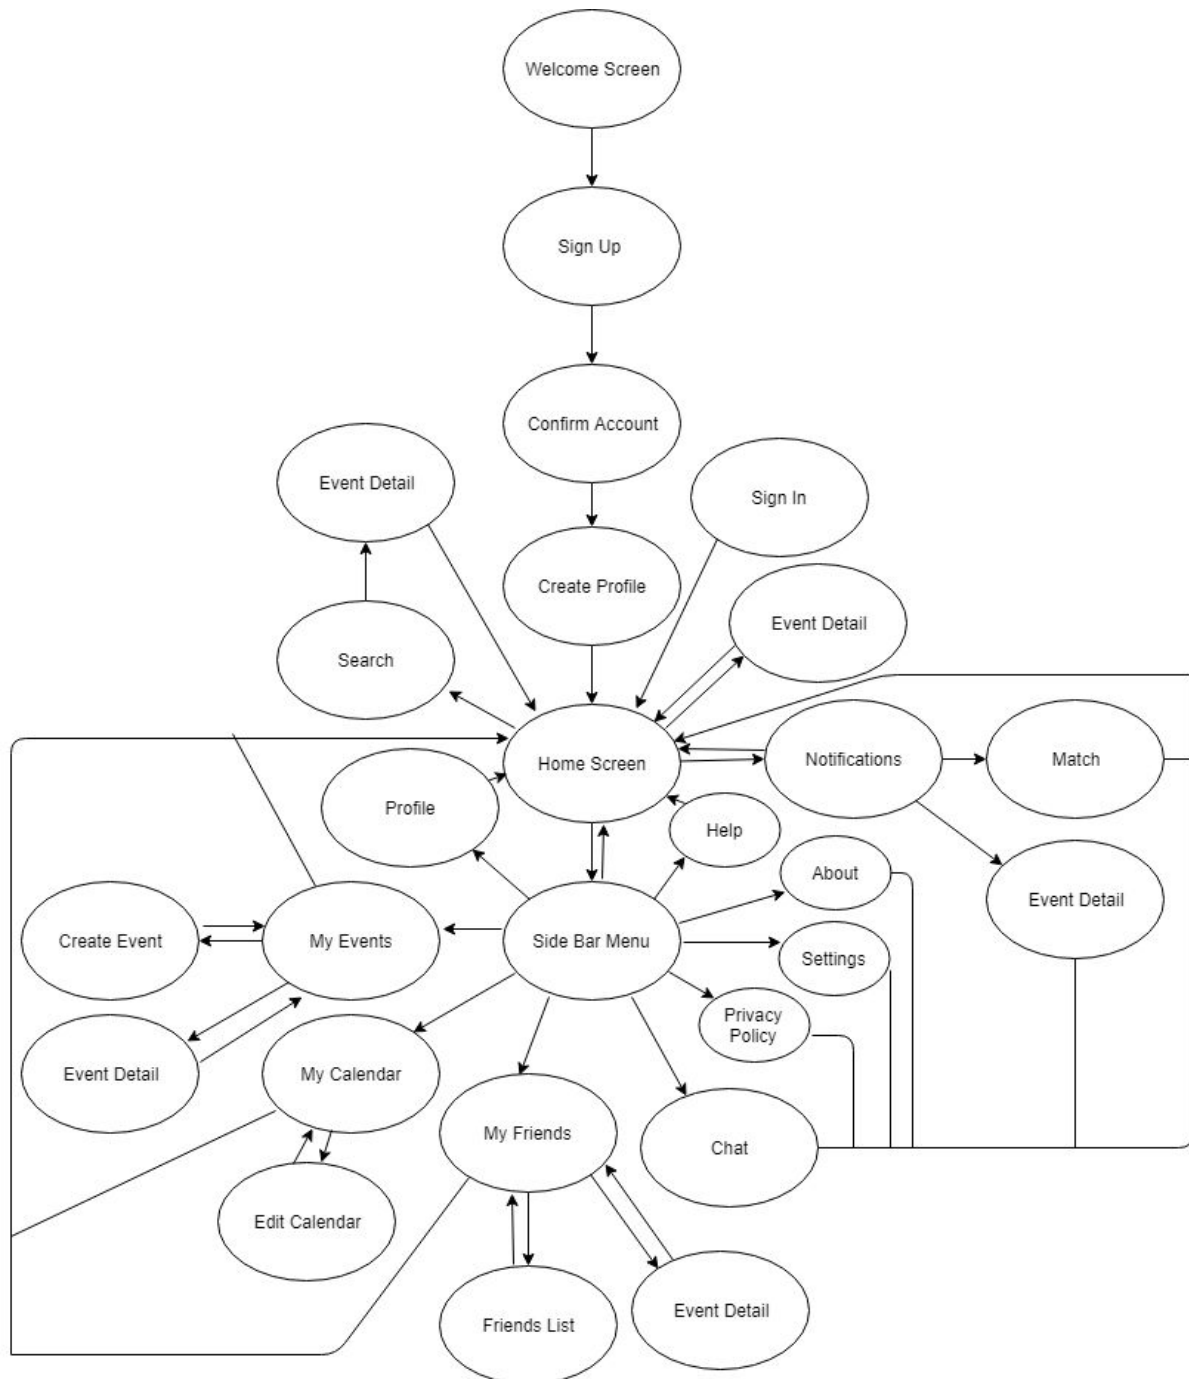 Welcome Screen
Sign Up
Confirm Account
Event Detail
Sign In
Create Profile
Event Detail
Search
Home Screen
Notifications
Match
Profile
Help
About
Event Detail
Create Event
My Events
Side Bar Menu
Settings
Privacy
Policy
Event Detail
My Calendar
My Friends
Chat
Edit Calendar
Friends List
Event Detail